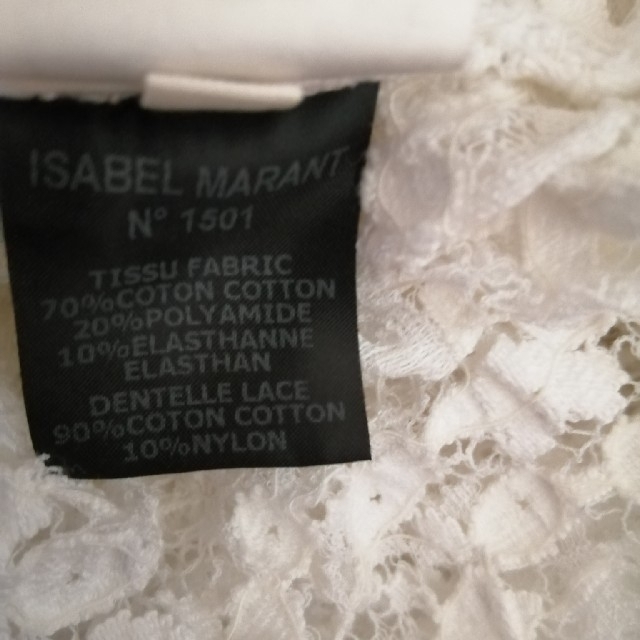 ISABEL MARANT
N° 1501
TISSU FABRIC
70%COTON COTTON
20%POLYAMIDE
10%ELASTHANNE
ELASTHAN
DENTELLE LACE
90%COTON COTTON
10%NYLON